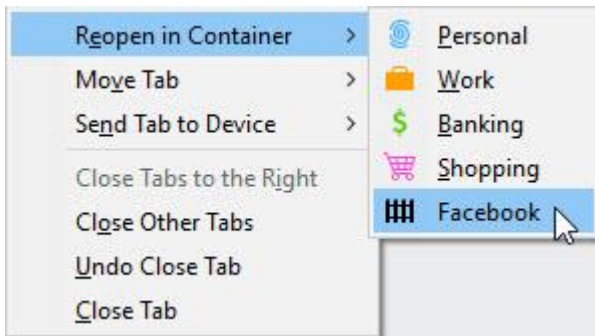 Reopen in Container
Move Tab
Send Tab to Device
Close Tabs to the Right
Close Other Tabs
Undo Close Tab
Close Tab
Personal
Work
Banking
Shopping
Facebook